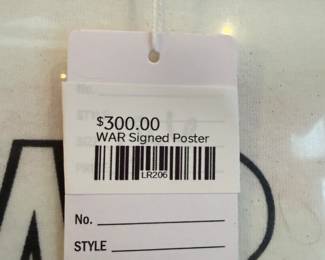 $300.00
WAR Signed Poster
LR206
No.
STYLE